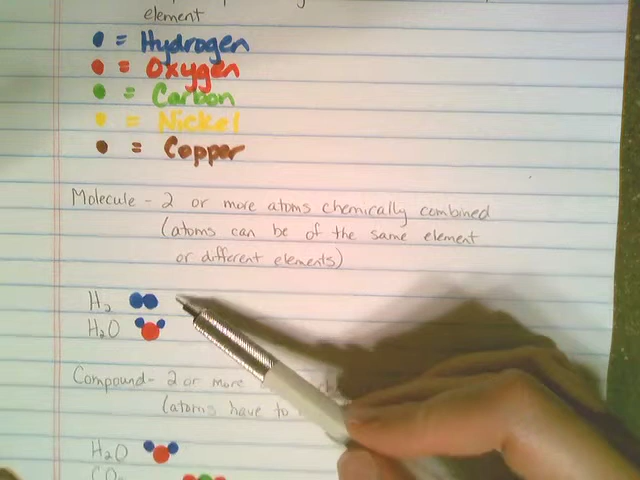 element
= Hydrogen
= Oxygen
= Carbon
= Nickel
= Copper
Molecule - 2 or more atoms chemically combined
(atoms can be of the same element
or different elements)
H₂
H₂O
Compound - 2 or more
(atoms have to
H₂O